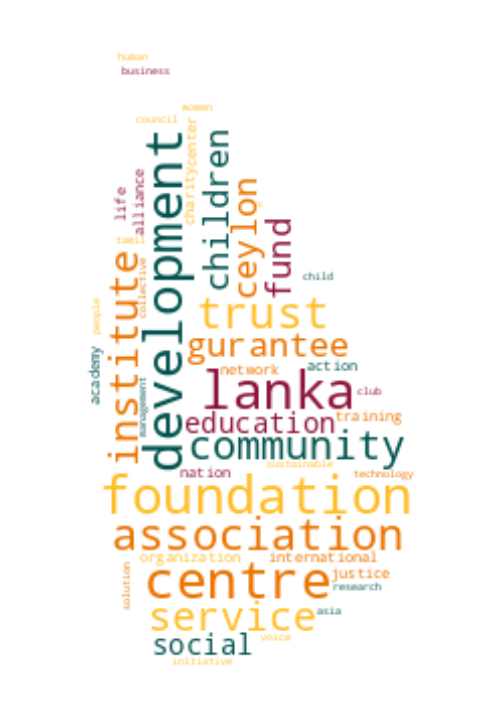 human
business
women
council
development
charity
center
children
life
alliance
ceylon
fund
tamil
institute
collective
child
people
trust
gurantee
academy
management
network
action
lanka
club
education
training
community
sustainable
nation
technology
foundation
association
organization
international
solution
centre
justice
research
service
asia
social
voice
initiative